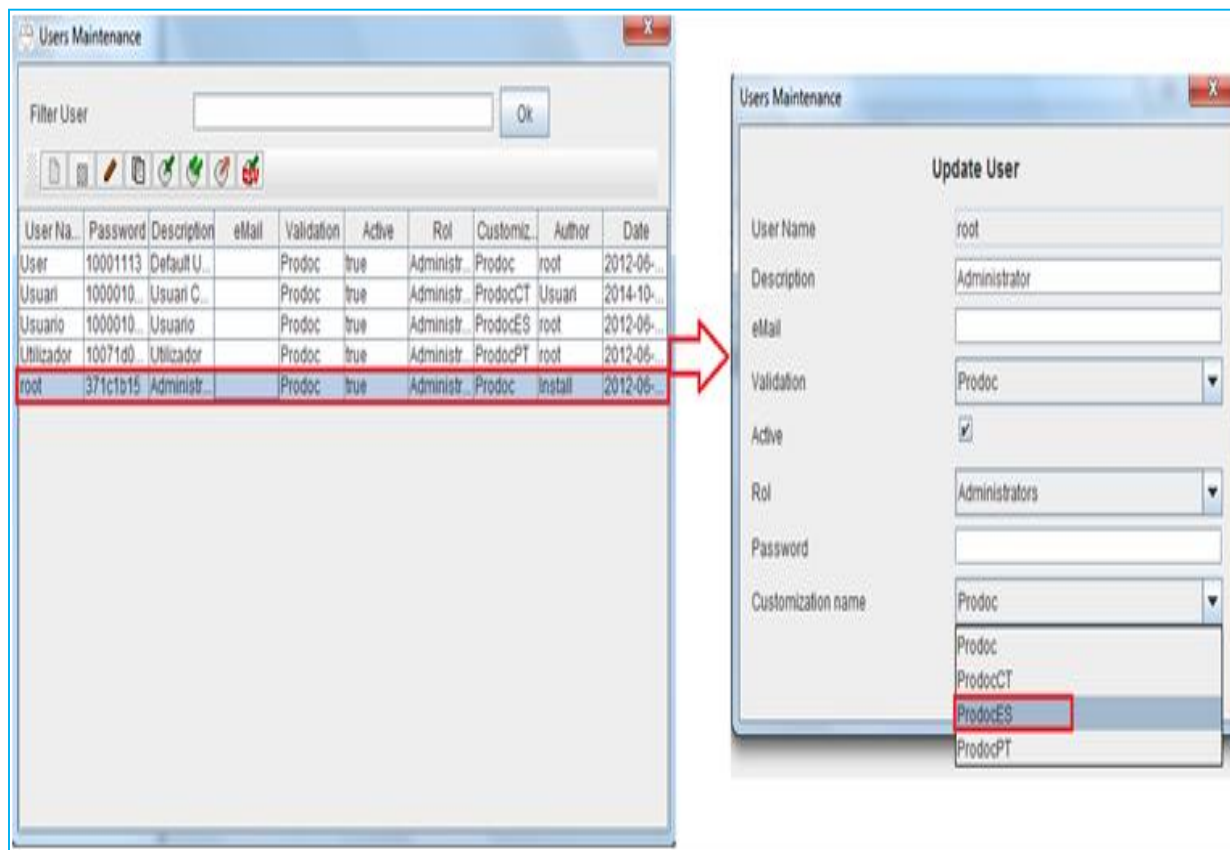 Users Maintenance
X
Filter User
Ok
CSV
User Na... Password Description eMail Validation Active Rol Customiz... Author Date
User 10001113 Default U... Prodoc true Administr... Prodoc root 2012-06-...
Usuari 1000010... Usuari C... Prodoc true Administr... ProdocCT Usuari 2014-10-...
Usuario 1000010... Usuario Prodoc true Administr... ProdocES root 2012-06-...
Utilizador 10071d0... Utilizador Prodoc true Administr... ProdocPT root 2012-06-...
root 371c1b15 Administr... Prodoc true Administr... Prodoc Install 2012-06-...
Users Maintenance
X
Update User
User Name root
Description Administrator
eMail
Validation Prodoc
Active
Rol Administrators
Password
Customization name Prodoc
Prodoc
ProdocCT
ProdocES
ProdocPT